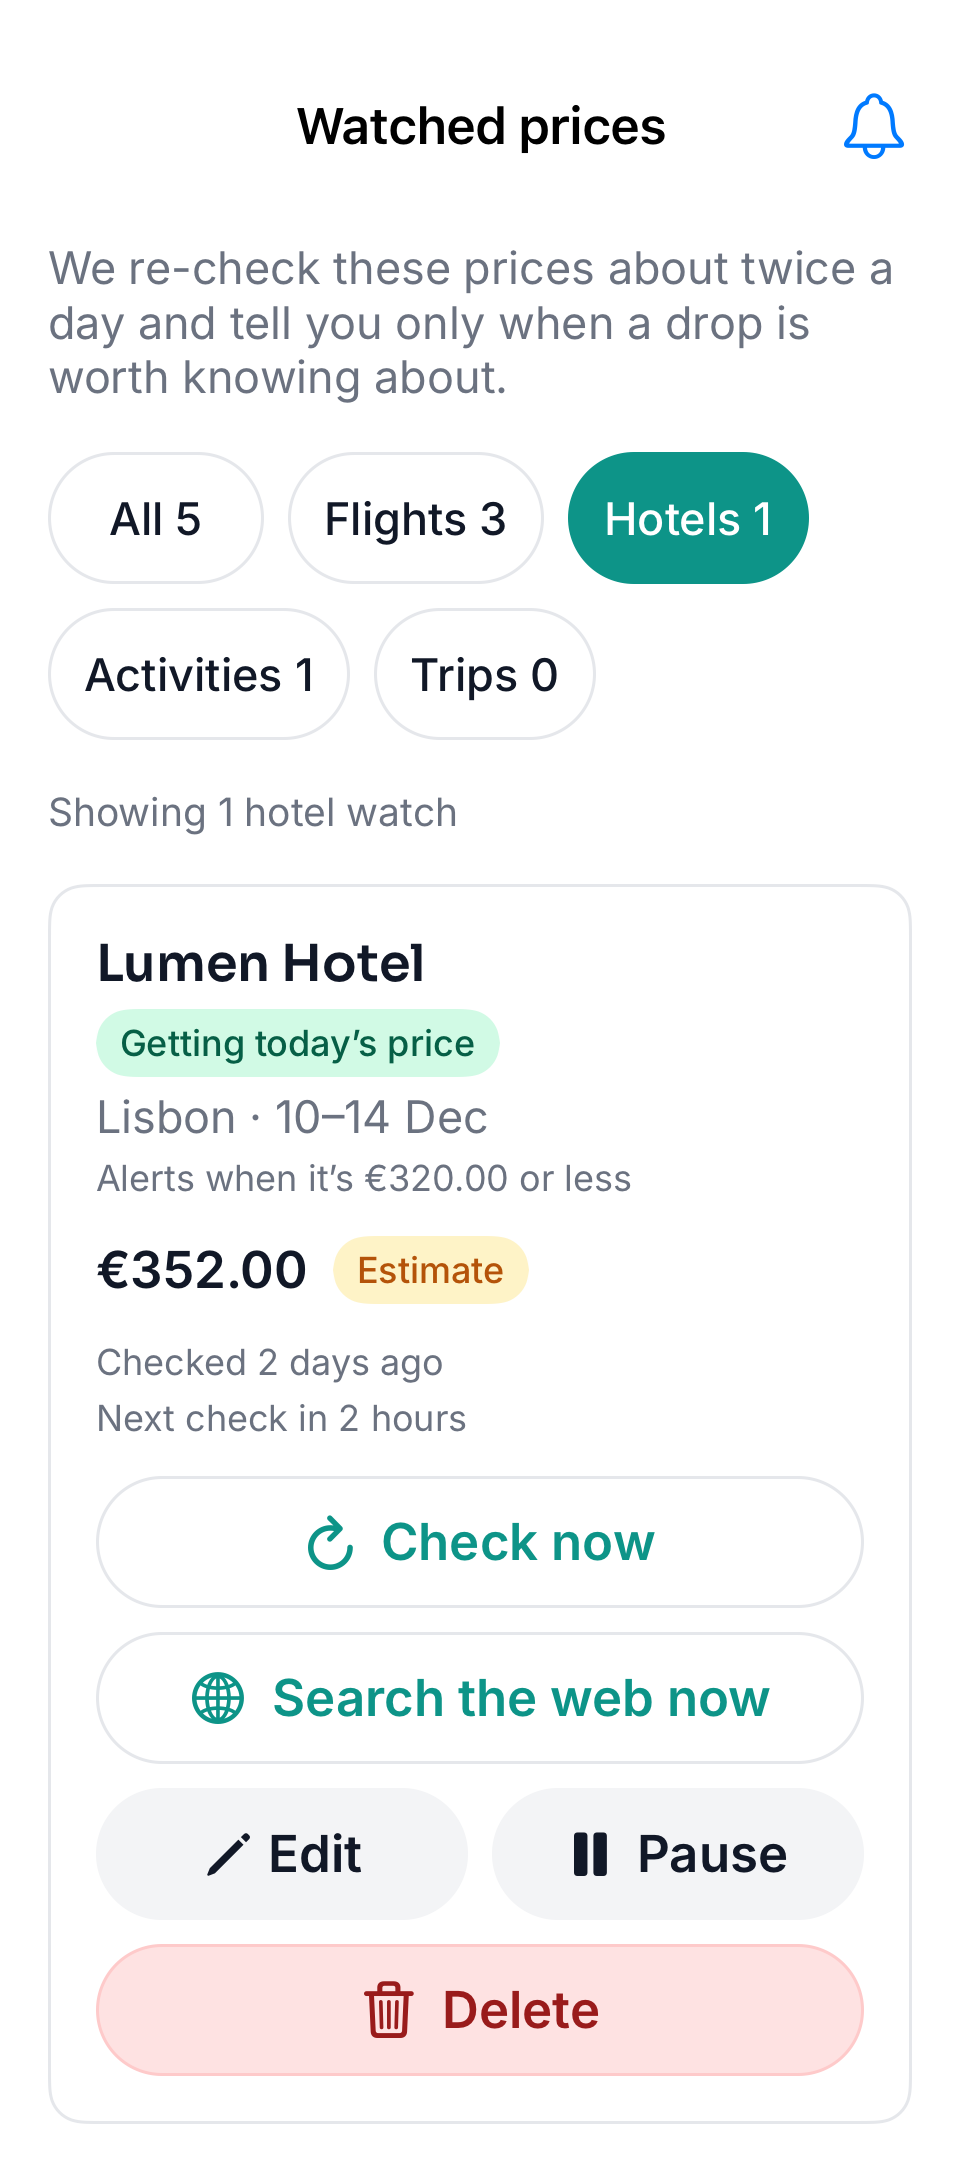 Watched prices
We re-check these prices about twice a
day and tell you only when a drop is
worth knowing about.
All 5
Flights 3
Hotels 1
Activities 1
Trips 0
Showing 1 hotel watch
Lumen Hotel
Getting today’s price
Lisbon · 10–14 Dec
Alerts when it’s €320.00 or less
€352.00
Estimate
Checked 2 days ago
Next check in 2 hours
Check now
Search the web now
Edit
Pause
Delete